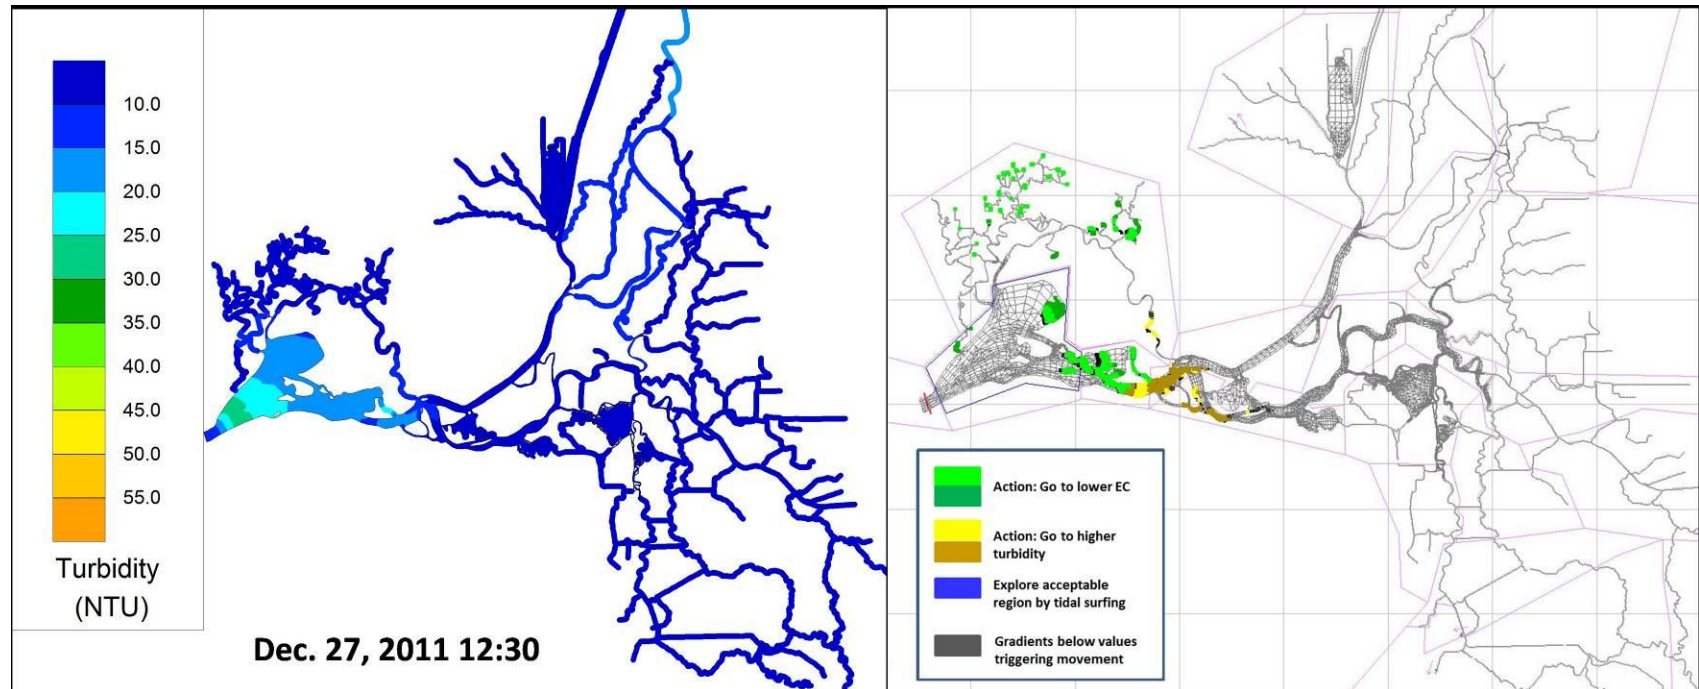 10.0
15.0
20.0
25.0
30.0
35.0
40.0
45.0
50.0
55.0
Turbidity
(NTU)
Dec. 27, 2011 12:30
Action: Go to lower EC
Action: Go to higher
turbidity
Explore acceptable
region by tidal surfing
Gradients below values
triggering movement